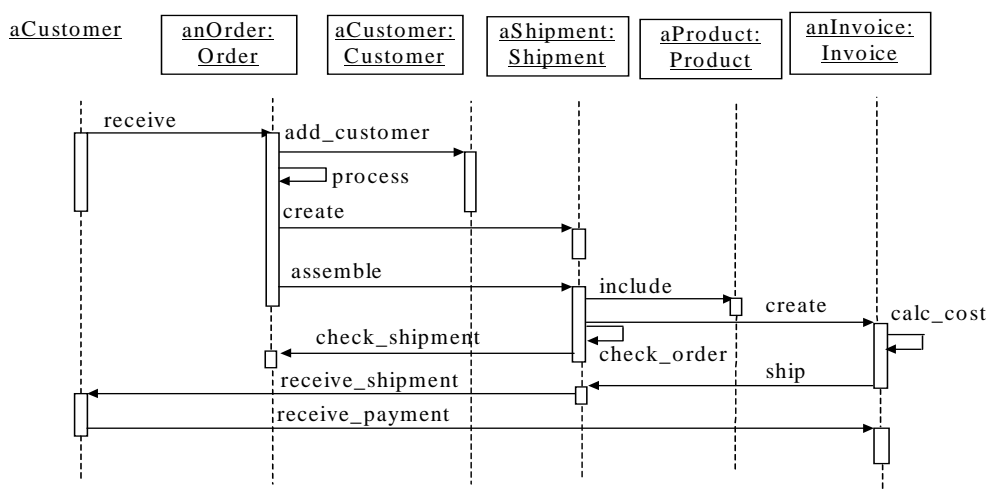 aCustomer
anOrder:
Order
aCustomer:
Customer
aShipment:
Shipment
aProduct:
Product
anInvoice:
Invoice
receive
add_customer
process
create
assemble
include
create
calc_cost
check_shipment
check_order
ship
receive_shipment
receive_payment